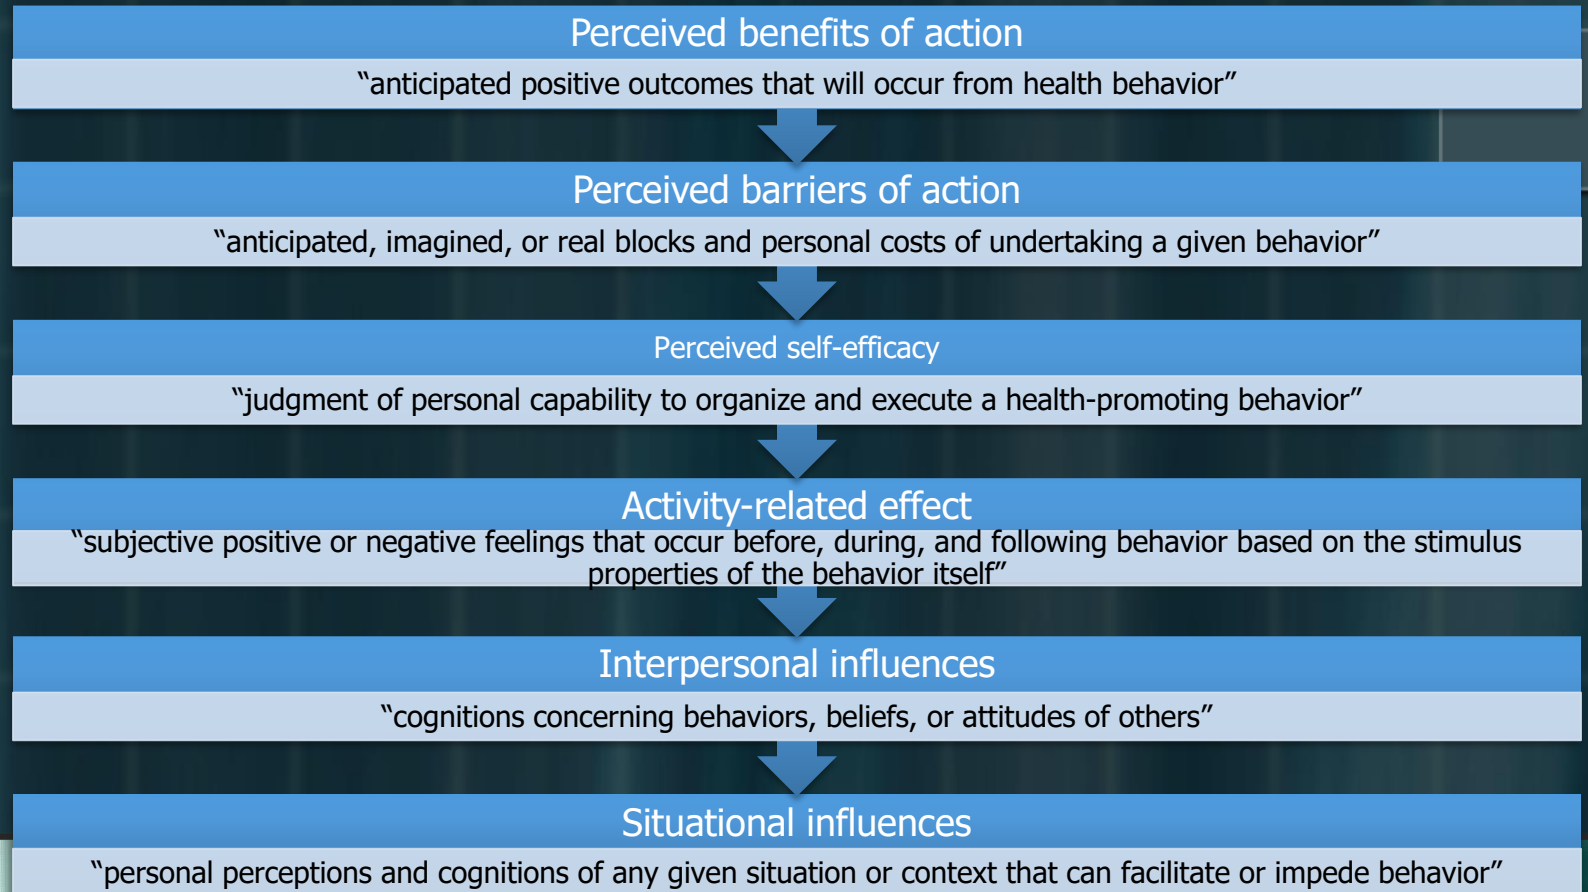 Perceived benefits of action
“anticipated positive outcomes that will occur from health behavior”
Perceived barriers of action
“anticipated, imagined, or real blocks and personal costs of undertaking a given behavior”
Perceived self-efficacy
“judgment of personal capability to organize and execute a health-promoting behavior”
Activity-related effect
“subjective positive or negative feelings that occur before, during, and following behavior based on the stimulus
properties of the behavior itself”
Interpersonal influences
“cognitions concerning behaviors, beliefs, or attitudes of others”
Situational influences
“personal perceptions and cognitions of any given situation or context that can facilitate or impede behavior”